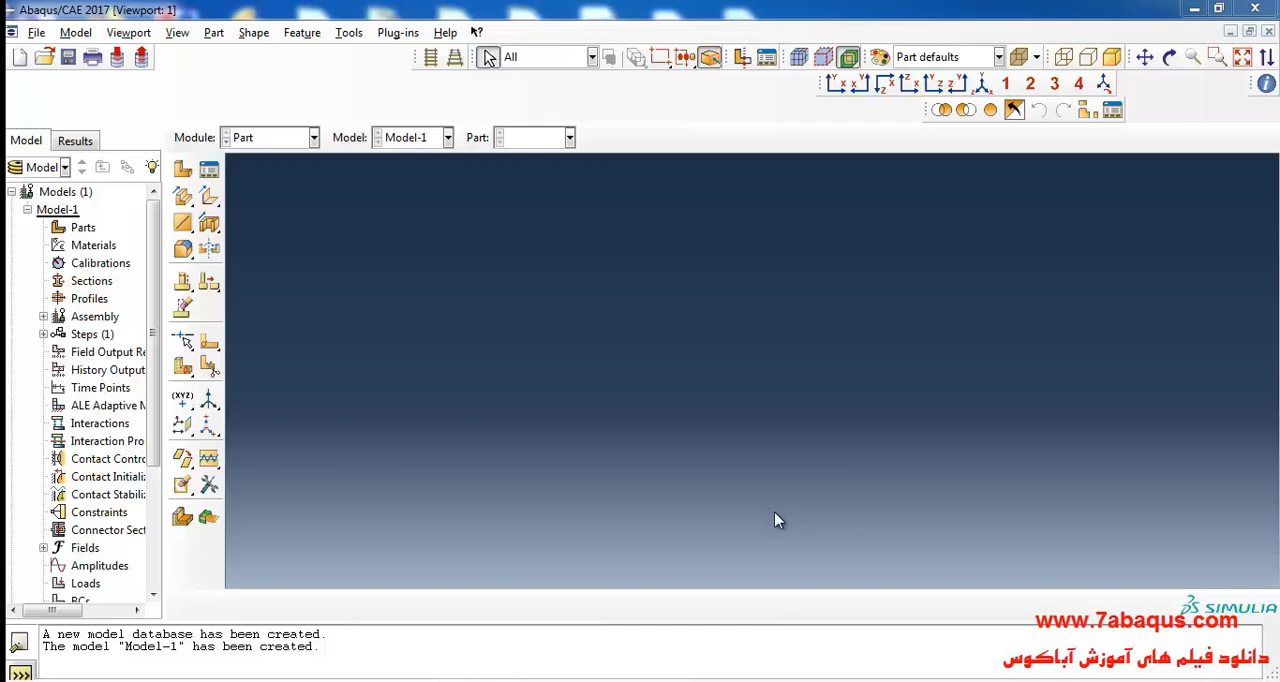 Abaqus/CAE 2017 [Viewport: 1]
File Model Viewport View Part Shape Feature Tools Plug-ins Help
All
Part defaults
1 2 3 4
Model Results
Module: Part Model: Model-1 Part:
Model
Models (1)
Model-1
Parts
Materials
Calibrations
Sections
Profiles
Assembly
Steps (1)
Field Output Re
History Output
Time Points
ALE Adaptive M
Interactions
Interaction Pro
Contact Contro
Contact Initializ
Contact Stabiliz
Constraints
Connector Sect
Fields
Amplitudes
Loads
BCs
(XYZ)
SIMULIA
A new model database has been created.
The model "Model-1" has been created.
www.7abaqus.com
دانلود فیلم های آموزش آباکوس
>>>